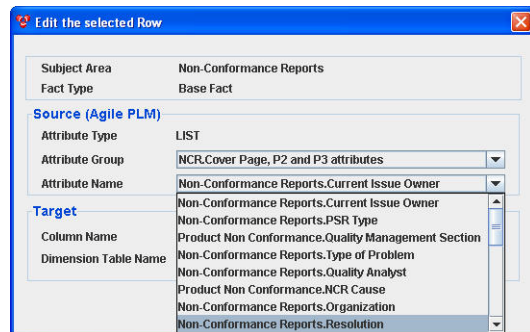 Edit the selected Row
Subject Area Non-Conformance Reports
Fact Type Base Fact
Source (Agile PLM)
Attribute Type LIST
Attribute Group NCR.Cover Page, P2 and P3 attributes
Attribute Name Non-Conformance Reports.Current Issue Owner
Non-Conformance Reports.Current Issue Owner
Target
Non-Conformance Reports.PSR Type
Column Name Product Non Conformance.Quality Management Section
Non-Conformance Reports.Type of Problem
Dimension Table Name Non-Conformance Reports.Quality Analyst
Product Non Conformance.NCR Cause
Non-Conformance Reports.Organization
Non-Conformance Reports.Resolution